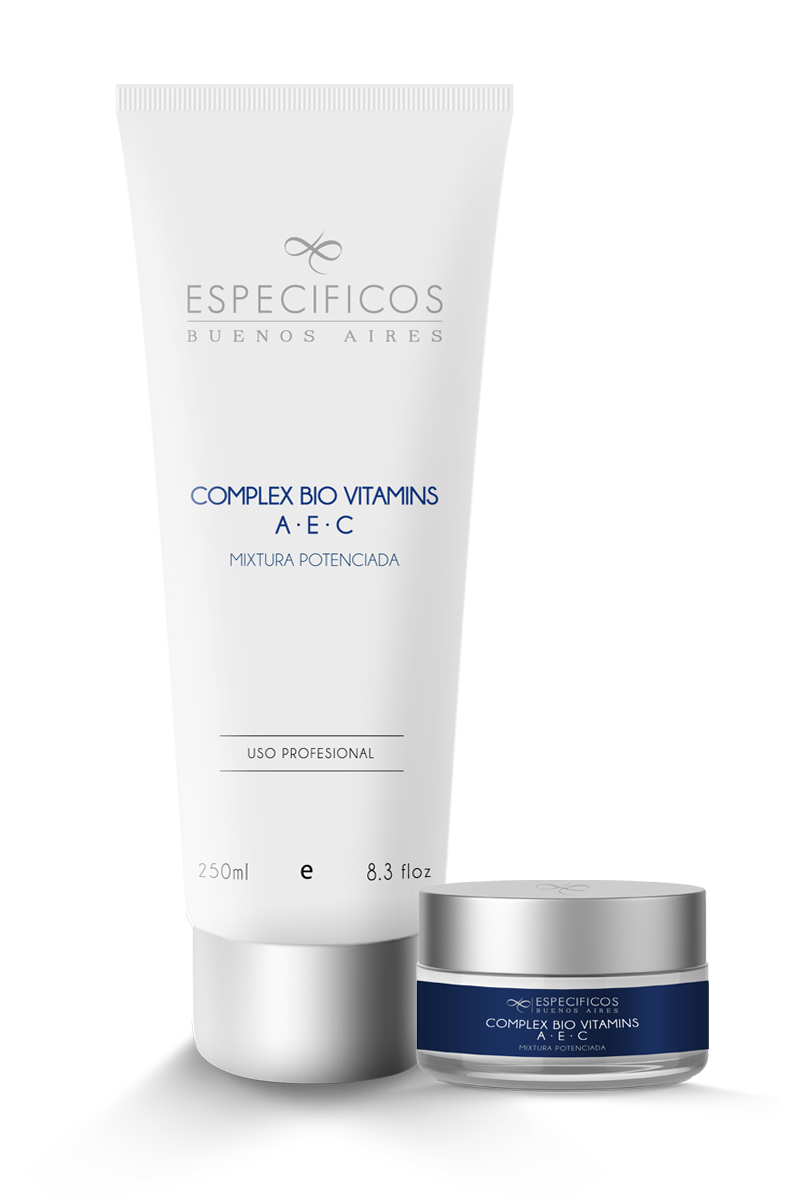 ESPECIFICOS
BUENOS AIRES
COMPLEX BIO VITAMINS
A · E · C
MIXTURA POTENCIADA
USO PROFESIONAL
250ml e 8.3 floz
ESPECIFICOS
BUENOS AIRES
COMPLEX BIO VITAMINS
A · E · C
MIXTURA POTENCIADA